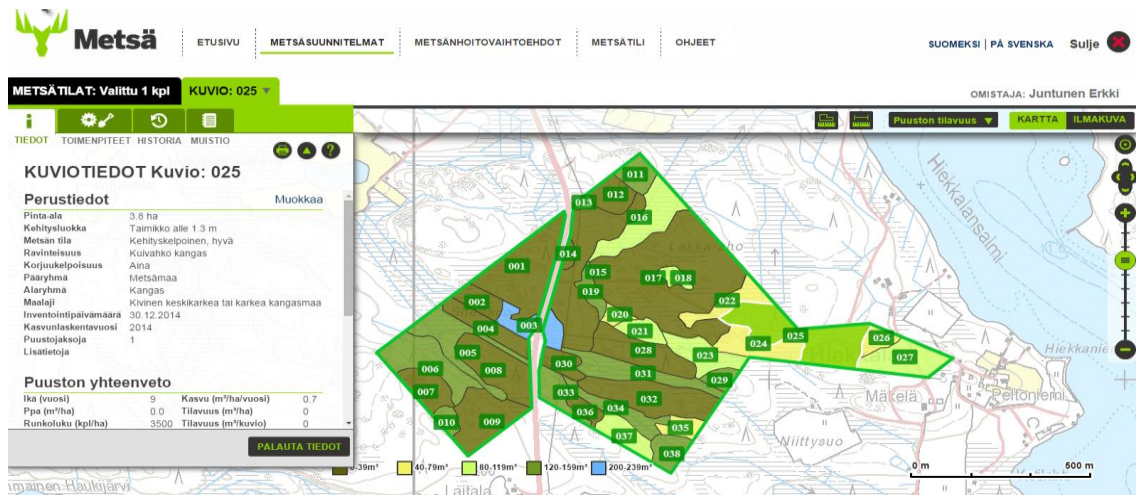 Metsä
ETUSIVU METSÄSUUNNITELMAT METSÄNHOITOVAIHTOEHDOT METSÄTILI OHJEET
SUOMEKSI | PÅ SVENSKA Sulje
METSÄTILAT: Valittu 1 kpl KUVIO: 025
OMISTAJA: Juntunen Erkki
TIEDOT TOIMENPITEET HISTORIA MUISTIO
Puuston tilavuus KARTTA ILMAKUVA
KUVIOTIEDOT Kuvio: 025
Perustiedot Muokkaa
Pinta-ala 3.8 ha
Kehitysluokka Taimikko alle 1.3 m
Metsän tila Kehityskelpoinen, hyvä
Ravinteisuus Kuivahko kangas
Korjuukelpoisuus Aina
Pääryhmä Metsämaa
Alaryhmä Kangas
Maalaji Kivinen keskikarkea tai karkea kangasmaa
Inventointipäivämäärä 30.12.2014
Kasvunlaskentavuosi 2014
Puustojaksoja 1
Lisätietoja
Puuston yhteenveto
Ikä (vuosi) 9 Kasvu (m³/ha/vuosi) 0.7
Ppa (m²/ha) 0.0 Tilavuus (m³/ha) 0
Runkoluku (kpl/ha) 3500 Tilavuus (m³/kuvio) 0
PALAUTA TIEDOT
011
012
013
016
Hiekkalansalmi
014
Lakkasuho
001
015
017 018
019
002
022
020
003
004
021
025
024
026
028
023
027
005
Hiekkanie
030
006
008
031
029
007
033
032
Mäkelä
Peltoniemi
036
034
010
009
035
037
Niittysuo
038
0-39m³ 40-79m³ 80-119m³ 120-159m³ 200-239m³
0 m 500 m
Laitala
mmainen Haukijärvi